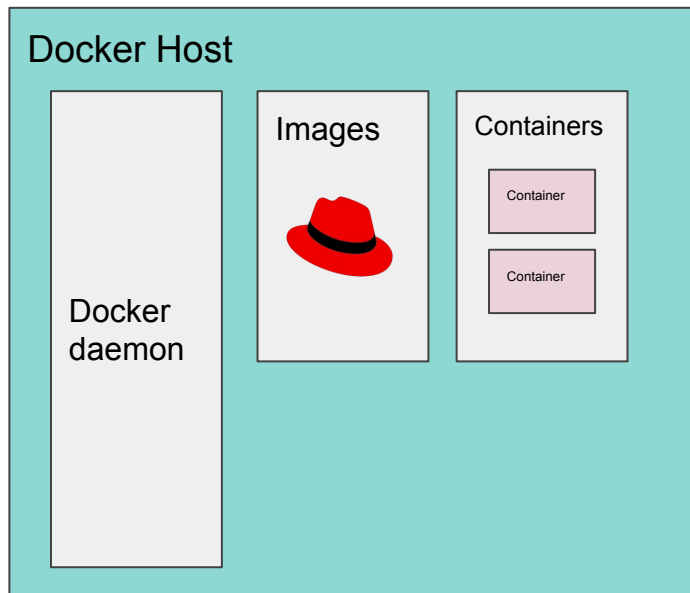 Docker Host
Docker
daemon
Images
Containers
Container
Container